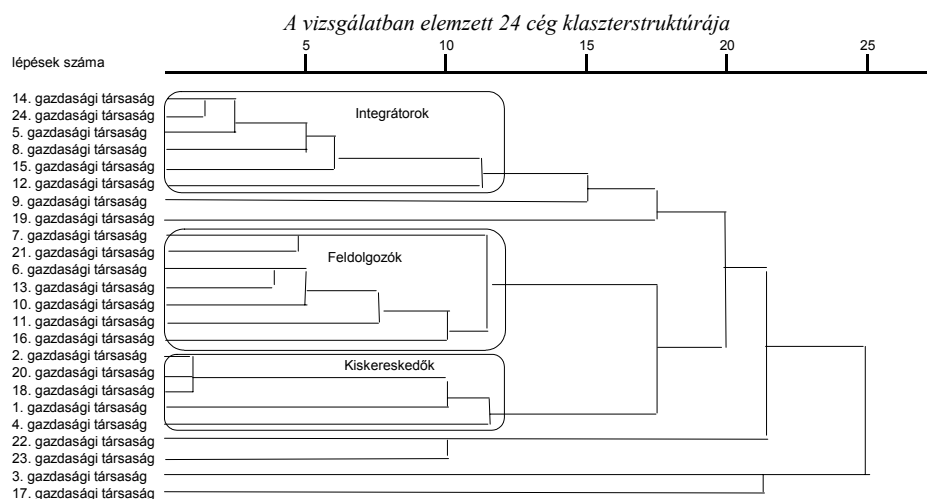 A vizsgálatban elemzett 24 cég klaszterstruktúrája
5 10 15 20 25
lépések száma
14. gazdasági társaság
24. gazdasági társaság
Integrátorok
5. gazdasági társaság
8. gazdasági társaság
15. gazdasági társaság
12. gazdasági társaság
9. gazdasági társaság
19. gazdasági társaság
7. gazdasági társaság
21. gazdasági társaság
Feldolgozók
6. gazdasági társaság
13. gazdasági társaság
10. gazdasági társaság
11. gazdasági társaság
16. gazdasági társaság
2. gazdasági társaság
Kiskereskedők
20. gazdasági társaság
18. gazdasági társaság
1. gazdasági társaság
4. gazdasági társaság
22. gazdasági társaság
23. gazdasági társaság
3. gazdasági társaság
17. gazdasági társaság